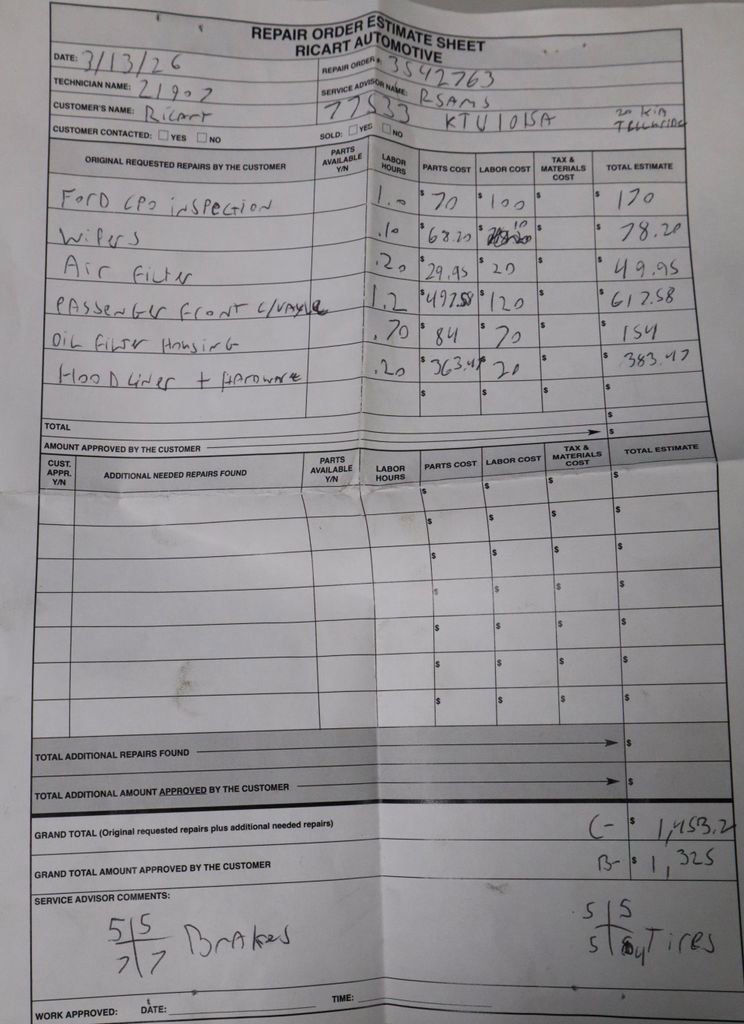 REPAIR ORDER ESTIMATE SHEET
RICART AUTOMOTIVE
DATE: 3/13/26 REPAIR ORDER #: 3542763
TECHNICIAN NAME: 21902 SERVICE ADVISOR NAME: RSAMS
CUSTOMER'S NAME: Ricart 77533 KTU1015A 20 KIA
CUSTOMER CONTACTED: YES NO SOLD: YES NO TELLURIDE
ORIGINAL REQUESTED REPAIRS BY THE CUSTOMER PARTS AVAILABLE Y/N LABOR HOURS PARTS COST LABOR COST TAX & MATERIALS COST TOTAL ESTIMATE
FORD CPO inSPECTION 1.0 $ 70 $ 100 $ $ 170
WiPERS .10 $ 68.20 $ 10 $ $ 78.20
AiR FilTER .20 $ 29.95 $ 20 $ $ 49.95
PASSENGER FRONT 1.2 $ 497.58 $ 120 $ $ 617.58
OiL FilTER HOUSING .70 $ 84 $ 70 $ $ 154
HOOD LiNER + HARDWARE .20 $ 363.47 $ 20 $ $ 383.47
$ $ $ $
TOTAL $
AMOUNT APPROVED BY THE CUSTOMER $
CUST. APPR. Y/N ADDITIONAL NEEDED REPAIRS FOUND PARTS AVAILABLE Y/N LABOR HOURS PARTS COST LABOR COST TAX & MATERIALS COST TOTAL ESTIMATE
$ $ $ $
$ $ $ $
$ $ $ $
$ $ $ $
$ $ $ $
$ $ $ $
$ $ $ $
TOTAL ADDITIONAL REPAIRS FOUND $
TOTAL ADDITIONAL AMOUNT APPROVED BY THE CUSTOMER $
GRAND TOTAL (Original requested repairs plus additional needed repairs) C- $ 1,453.2
GRAND TOTAL AMOUNT APPROVED BY THE CUSTOMER B- $ 1,325
SERVICE ADVISOR COMMENTS:
5 5 5 5
7 7 BRAKES 5 4 TiRES
WORK APPROVED: DATE: TIME: